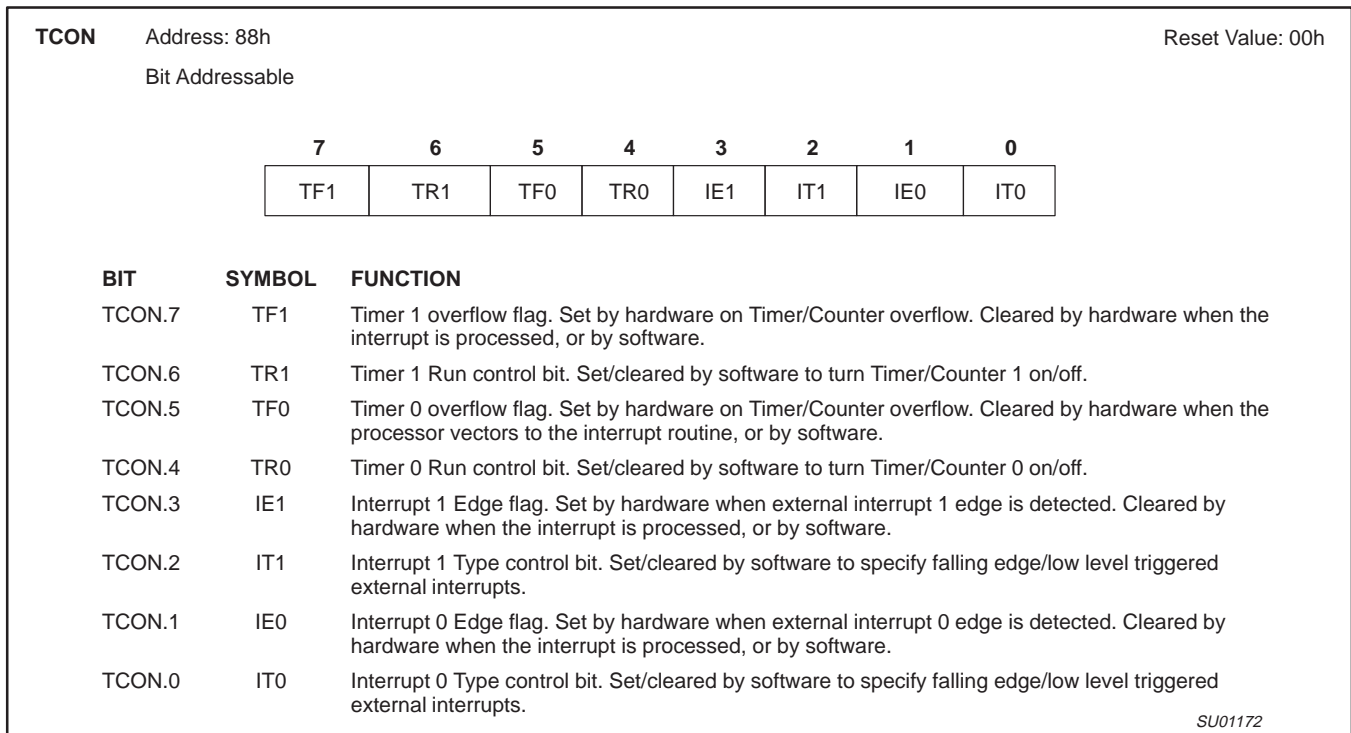 TCON Address: 88h Reset Value: 00h
Bit Addressable
7 6 5 4 3 2 1 0
TF1 TR1 TF0 TR0 IE1 IT1 IE0 IT0
BIT SYMBOL FUNCTION
TCON.7 TF1 Timer 1 overflow flag. Set by hardware on Timer/Counter overflow. Cleared by hardware when the
interrupt is processed, or by software.
TCON.6 TR1 Timer 1 Run control bit. Set/cleared by software to turn Timer/Counter 1 on/off.
TCON.5 TF0 Timer 0 overflow flag. Set by hardware on Timer/Counter overflow. Cleared by hardware when the
processor vectors to the interrupt routine, or by software.
TCON.4 TR0 Timer 0 Run control bit. Set/cleared by software to turn Timer/Counter 0 on/off.
TCON.3 IE1 Interrupt 1 Edge flag. Set by hardware when external interrupt 1 edge is detected. Cleared by
hardware when the interrupt is processed, or by software.
TCON.2 IT1 Interrupt 1 Type control bit. Set/cleared by software to specify falling edge/low level triggered
external interrupts.
TCON.1 IE0 Interrupt 0 Edge flag. Set by hardware when external interrupt 0 edge is detected. Cleared by
hardware when the interrupt is processed, or by software.
TCON.0 IT0 Interrupt 0 Type control bit. Set/cleared by software to specify falling edge/low level triggered
external interrupts.
SU01172